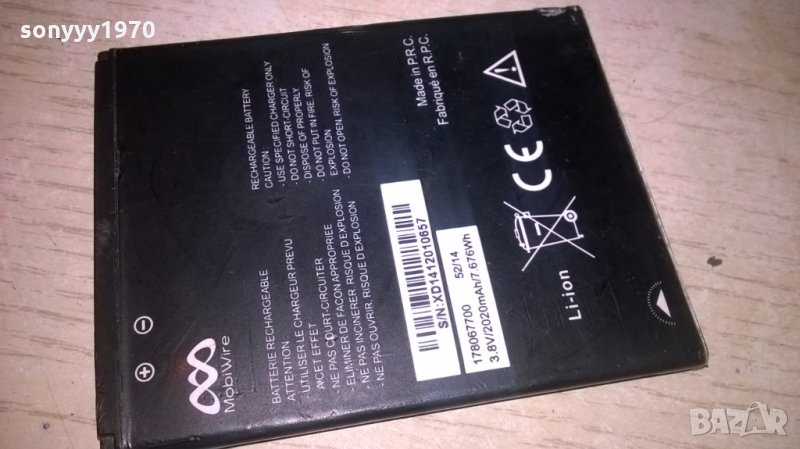 sonyyy1970
RECHARGEABLE BATTERY
CAUTION
- USE SPECIFIED CHARGER ONLY
- DO NOT SHORT-CIRCUIT
- DISPOSE OF PROPERLY
- DO NOT PUT IN FIRE, RISK OF
EXPLOSION
- DO NOT OPEN, RISK OF EXPLOSION
Made in P.R.C.
Fabriqué en R.P.C.
MobiWire
BATTERIE RECHARGEABLE
ATTENTION
- UTILISER LE CHARGEUR PREVU
A CET EFFET
- NE PAS COURT-CIRCUITER
- ELIMINER DE FACON APPROPRIEE
- NE PAS INCINERER, RISQUE D'EXPLOSION
- NE PAS OUVRIR, RISQUE D'EXPLOSION
S/N:XD1412010657
178067700 52/14
3.8V/2020mAh/7.676Wh
CE
Li-ion
BAZAR